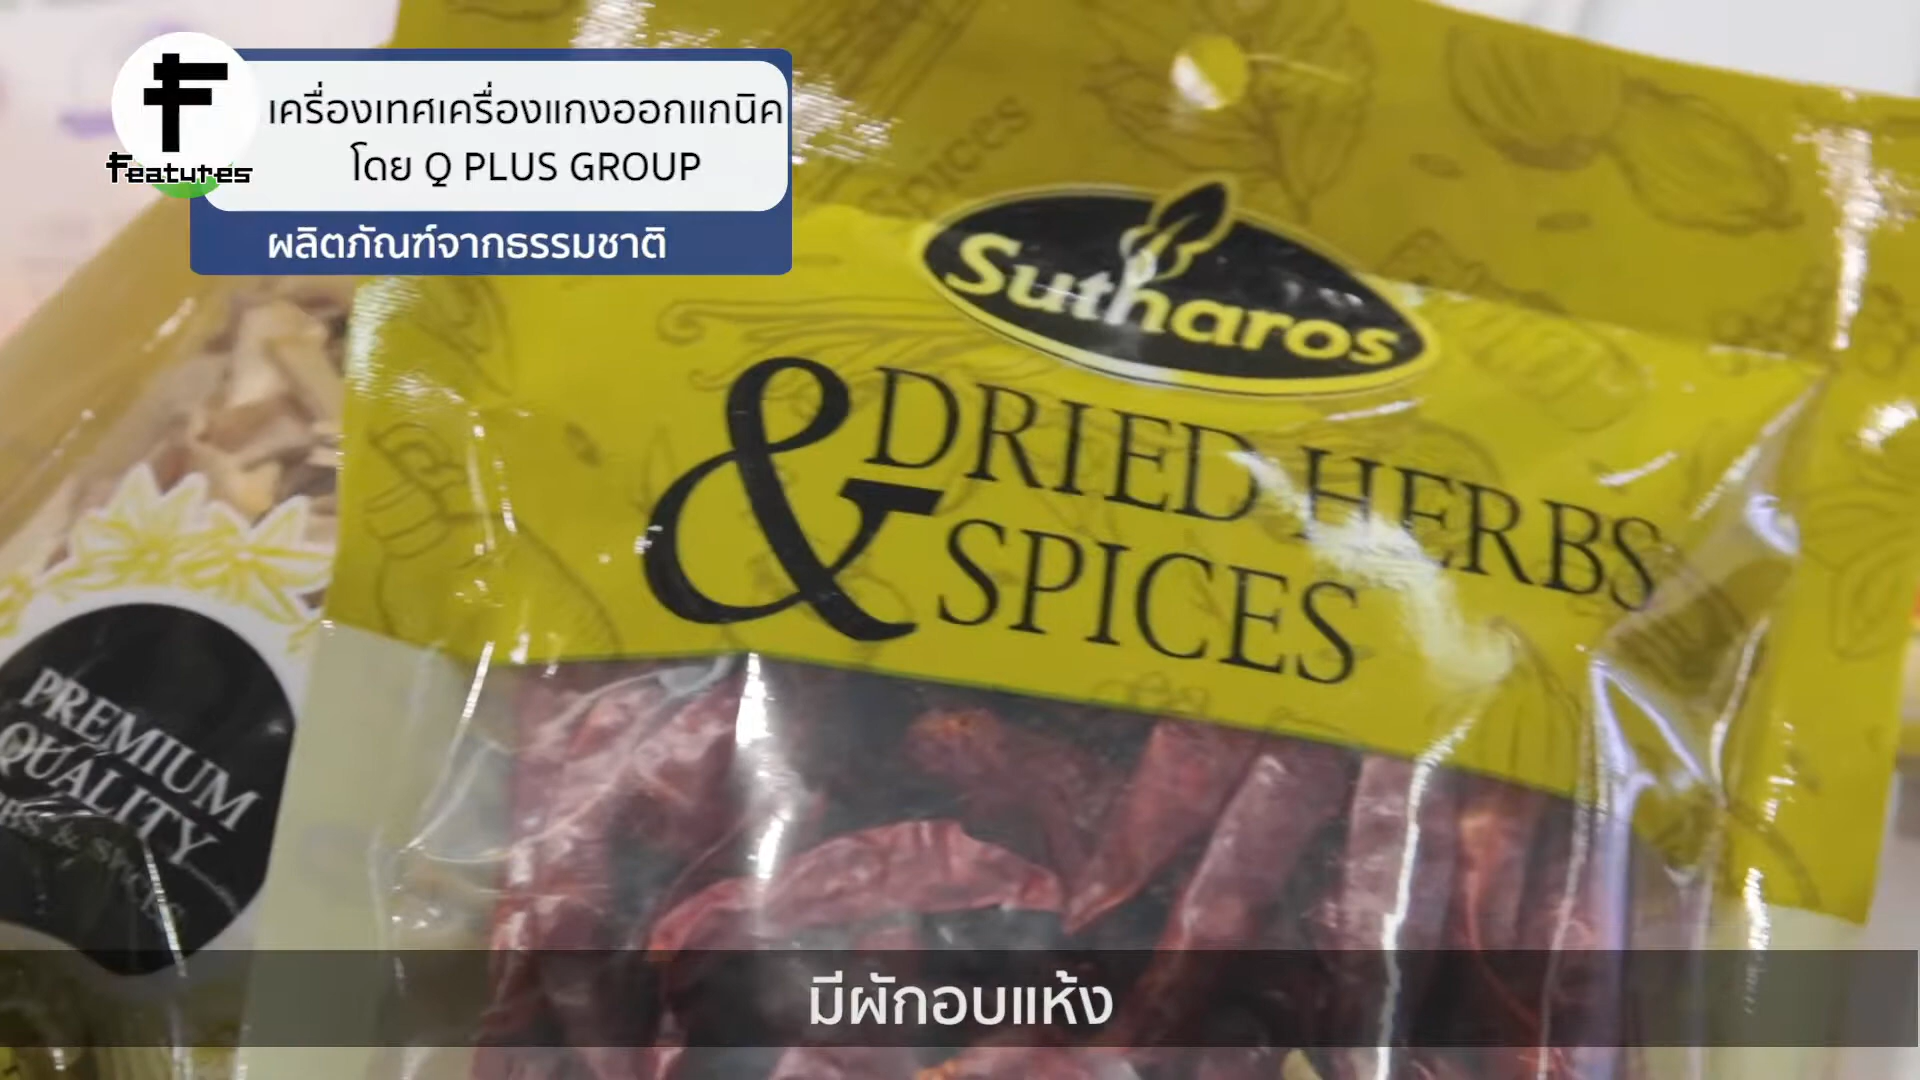 F
Features
เครื่องเทศเครื่องแกงออกแกนิค
โดย Q PLUS GROUP
ผลิตภัณฑ์จากธรรมชาติ
spices
Sutharos
& DRIED HERBS
SPICES
PREMIUM
QUALITY
& SPICES
มีผักอบแห้ง